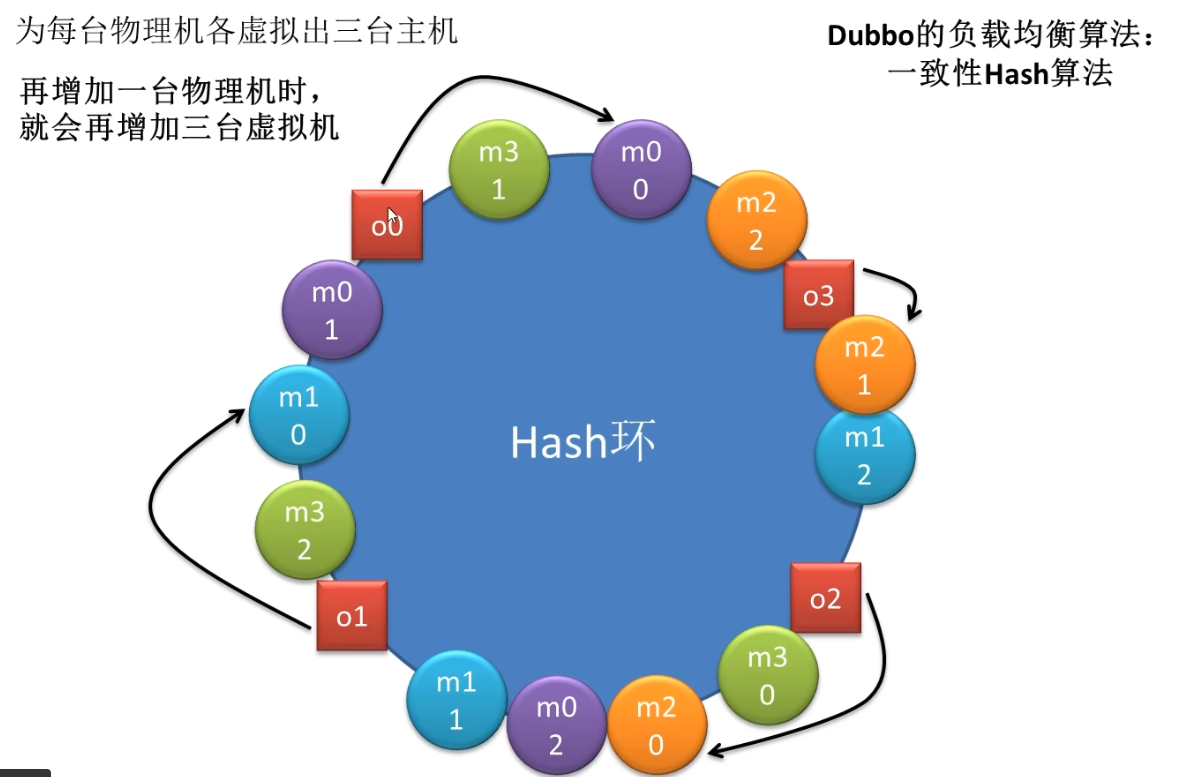 为每台物理机各虚拟出三台主机
再增加一台物理机时，
就会再增加三台虚拟机
Dubbo的负载均衡算法：
一致性Hash算法
m3
1
m0
0
m2
2
o0
o3
m0
1
m2
1
m1
0
m1
2
Hash环
m3
2
o1
o2
m3
0
m1
1
m0
2
m2
0